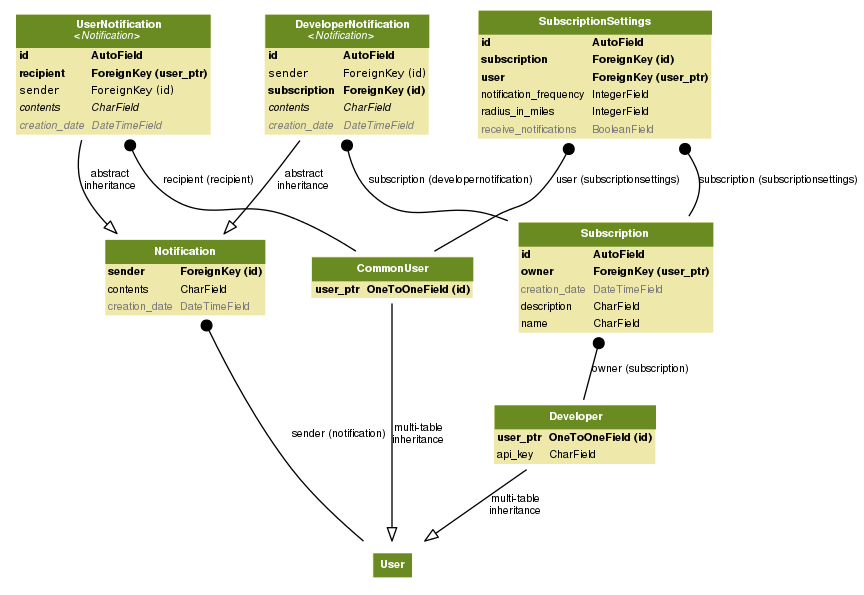 UserNotification
<Notification>
id AutoField
recipient ForeignKey (user_ptr)
sender ForeignKey (id)
contents CharField
creation_date DateTimeField
DeveloperNotification
<Notification>
id AutoField
sender ForeignKey (id)
subscription ForeignKey (id)
contents CharField
creation_date DateTimeField
SubscriptionSettings
id AutoField
subscription ForeignKey (id)
user ForeignKey (user_ptr)
notification_frequency IntegerField
radius_in_miles IntegerField
receive_notifications BooleanField
abstract
inheritance
recipient (recipient)
abstract
inheritance
subscription (developernotification)
user (subscriptionsettings)
subscription (subscriptionsettings)
Notification
sender ForeignKey (id)
contents CharField
creation_date DateTimeField
CommonUser
user_ptr OneToOneField (id)
Subscription
id AutoField
owner ForeignKey (user_ptr)
creation_date DateTimeField
description CharField
name CharField
owner (subscription)
Developer
user_ptr OneToOneField (id)
api_key CharField
sender (notification)
multi-table
inheritance
multi-table
inheritance
User